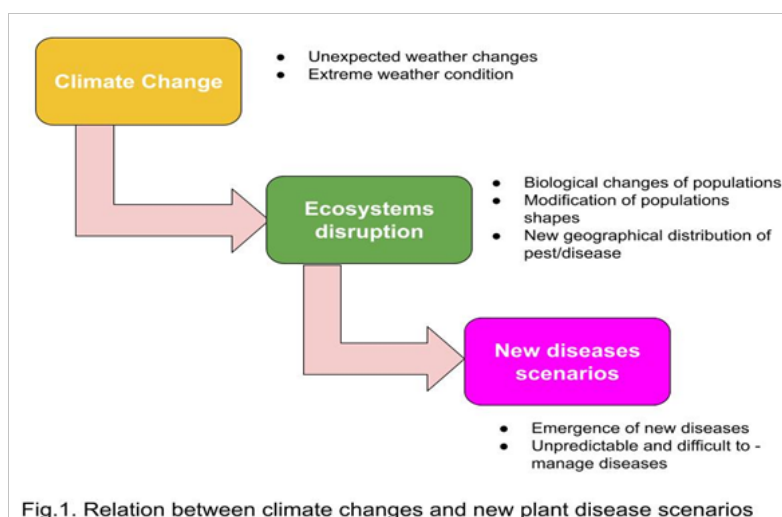 Climate Change
● Unexpected weather changes
● Extreme weather condition
Ecosystems
disruption
● Biological changes of populations
● Modification of populations
shapes
● New geographical distribution of
pest/disease
New diseases
scenarios
● Emergence of new diseases
● Unpredictable and difficult to -
manage diseases
Fig.1. Relation between climate changes and new plant disease scenarios